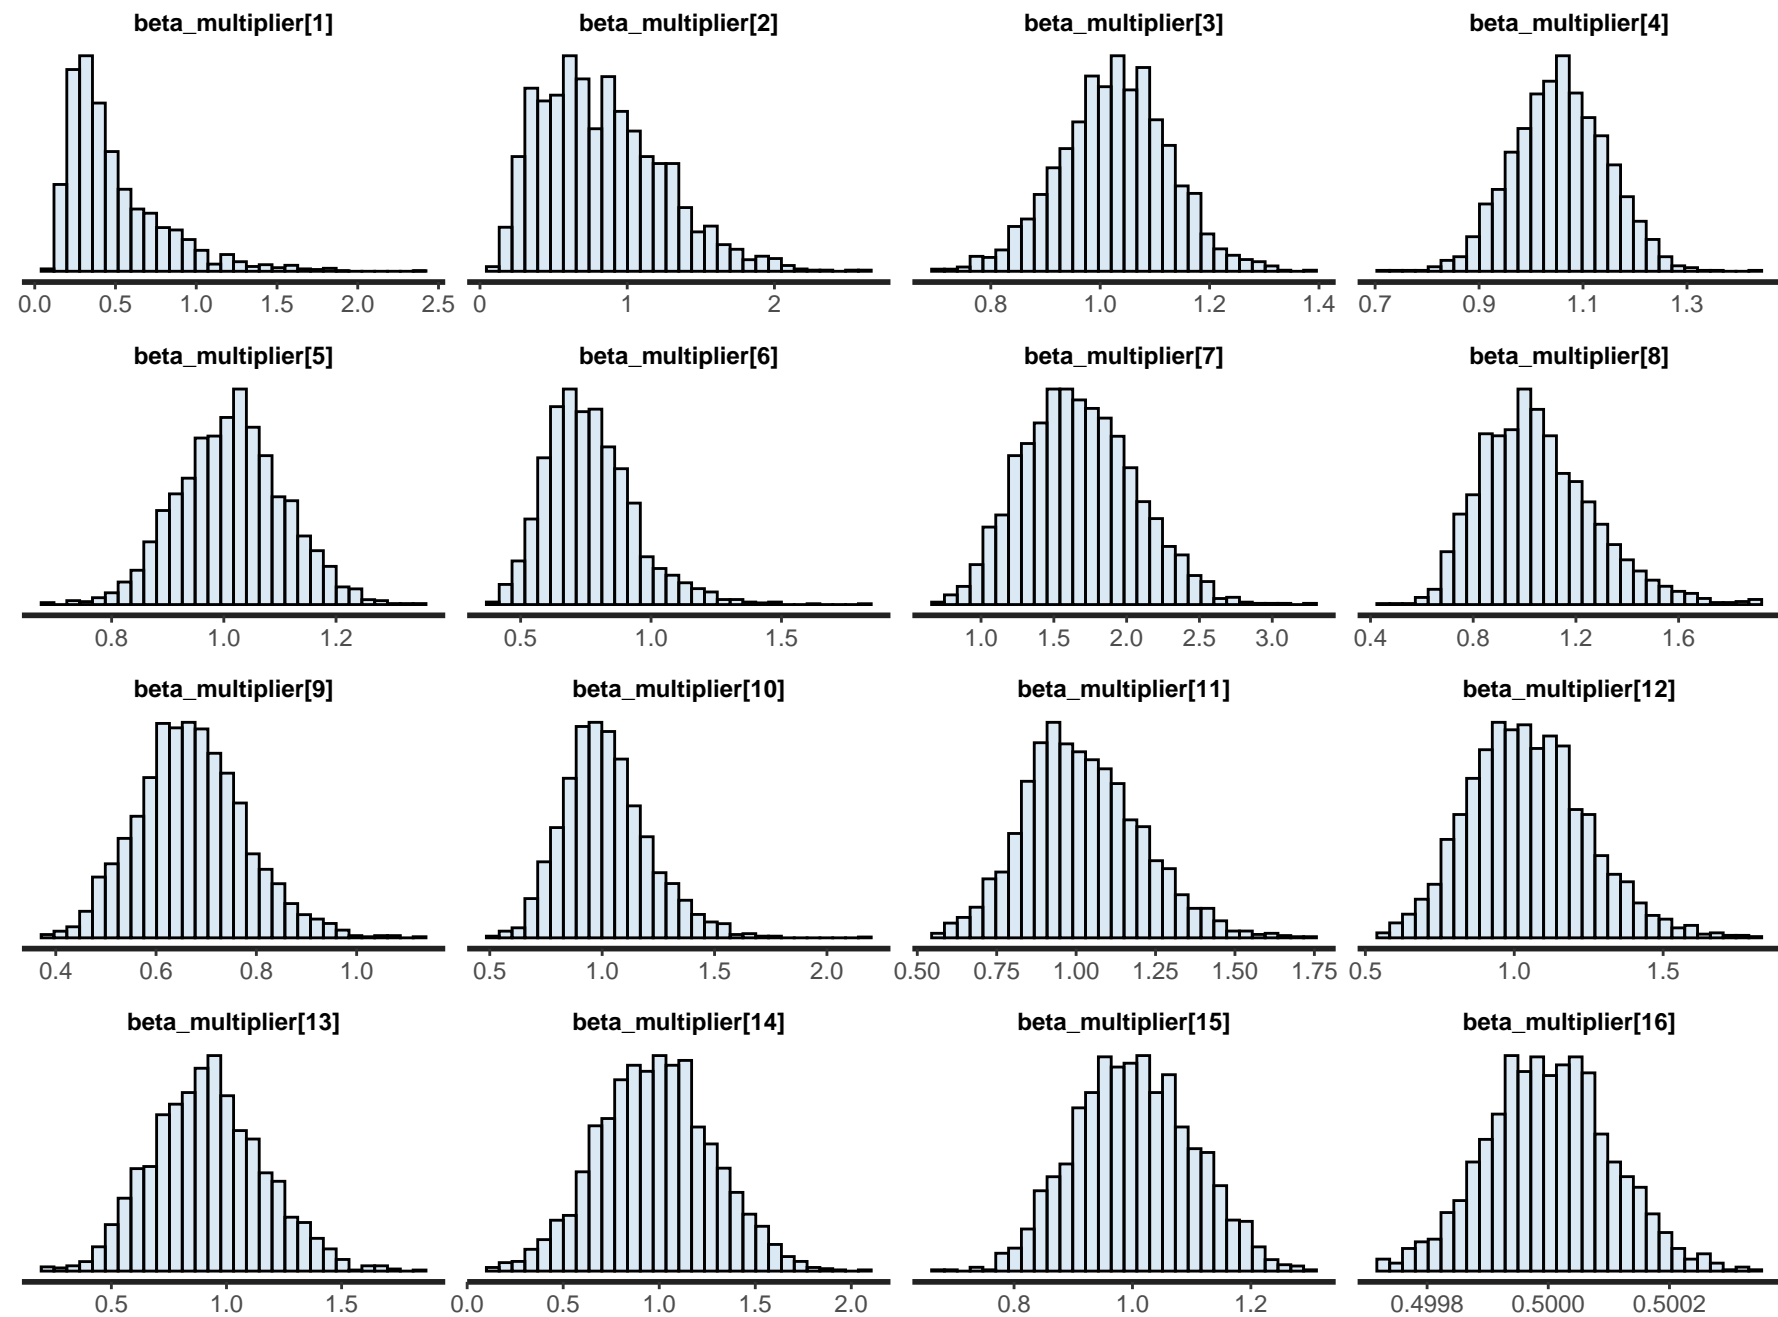 beta_multiplier[1] beta_multiplier[2] beta_multiplier[3] beta_multiplier[4]
0.0 0.5 1.0 1.5 2.0 2.5 0 1 2 0.8 1.0 1.2 1.4 0.7 0.9 1.1 1.3
beta_multiplier[5] beta_multiplier[6] beta_multiplier[7] beta_multiplier[8]
0.8 1.0 1.2 0.5 1.0 1.5 1.0 1.5 2.0 2.5 3.0 0.4 0.8 1.2 1.6
beta_multiplier[9] beta_multiplier[10] beta_multiplier[11] beta_multiplier[12]
0.4 0.6 0.8 1.0 0.5 1.0 1.5 2.0 0.50 0.75 1.00 1.25 1.50 1.75 0.5 1.0 1.5
beta_multiplier[13] beta_multiplier[14] beta_multiplier[15] beta_multiplier[16]
0.5 1.0 1.5 0.0 0.5 1.0 1.5 2.0 0.8 1.0 1.2 0.4998 0.5000 0.5002